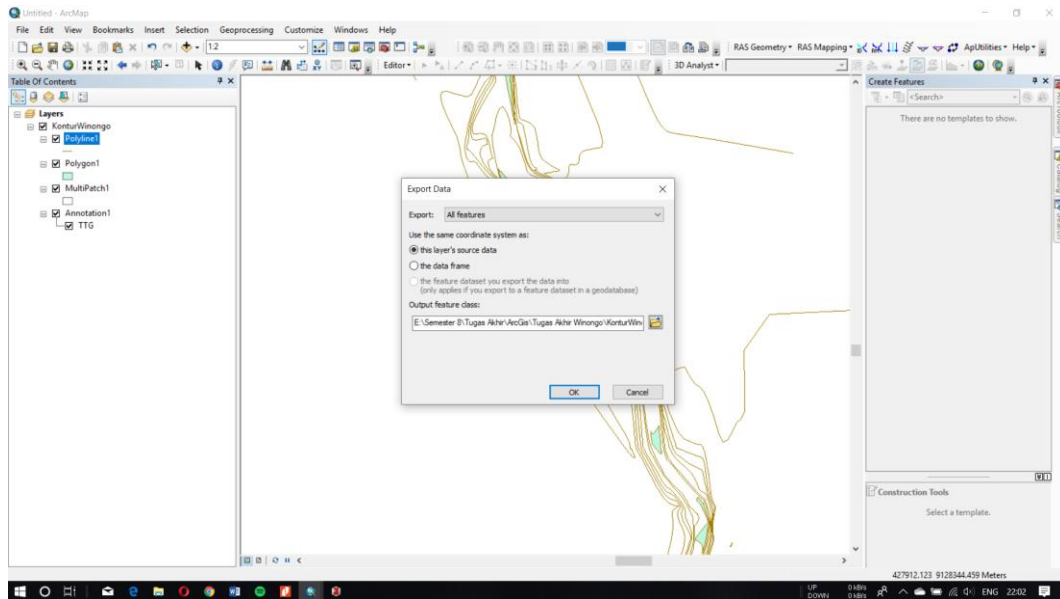 Untitled - ArcMap
File Edit View Bookmarks Insert Selection Geoprocessing Customize Windows Help
1:2
RAS Geometry RAS Mapping ApUtilities Help
Editor 3D Analyst
Table Of Contents
Layers
KonturWinongo
Polyline1
Polygon1
MultiPatch1
Annotation1
TTG
Export Data
Export: All features
Use the same coordinate system as:
this layer's source data
the data frame
the feature dataset you export the data into
(only applies if you export to a feature dataset in a geodatabase)
Output feature class:
E:\Semester 8\Tugas Akhir\ArcGis\Tugas Akhir Winongo\KonturWin
OK Cancel
Create Features
<Search>
There are no templates to show.
Construction Tools
Select a template.
427912.123 9128344.459 Meters
UP 0 kB/s
DOWN 0 kB/s
ENG 22:02